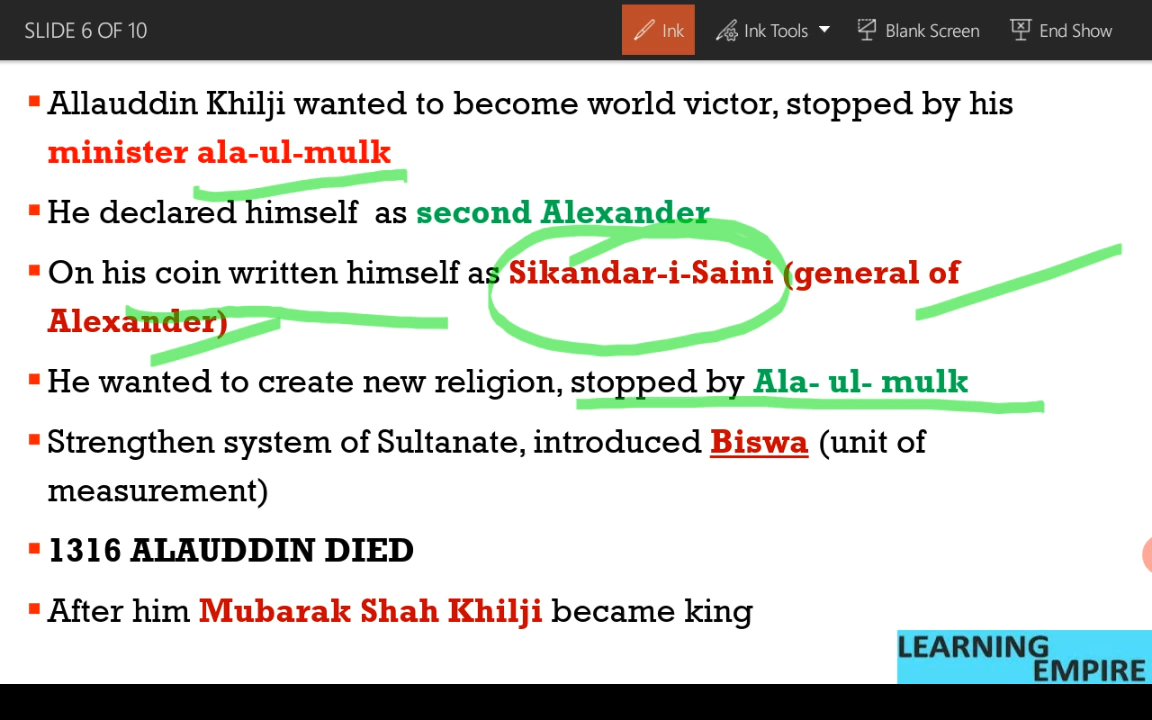 SLIDE 6 OF 10 Ink Ink Tools Blank Screen End Show
Allauddin Khilji wanted to become world victor, stopped by his
minister ala-ul-mulk
He declared himself as second Alexander
On his coin written himself as Sikandar-i-Saini (general of
Alexander)
He wanted to create new religion, stopped by Ala- ul- mulk
Strengthen system of Sultanate, introduced Biswa (unit of
measurement)
1316 ALAUDDIN DIED
After him Mubarak Shah Khilji became king
LEARNING
EMPIRE